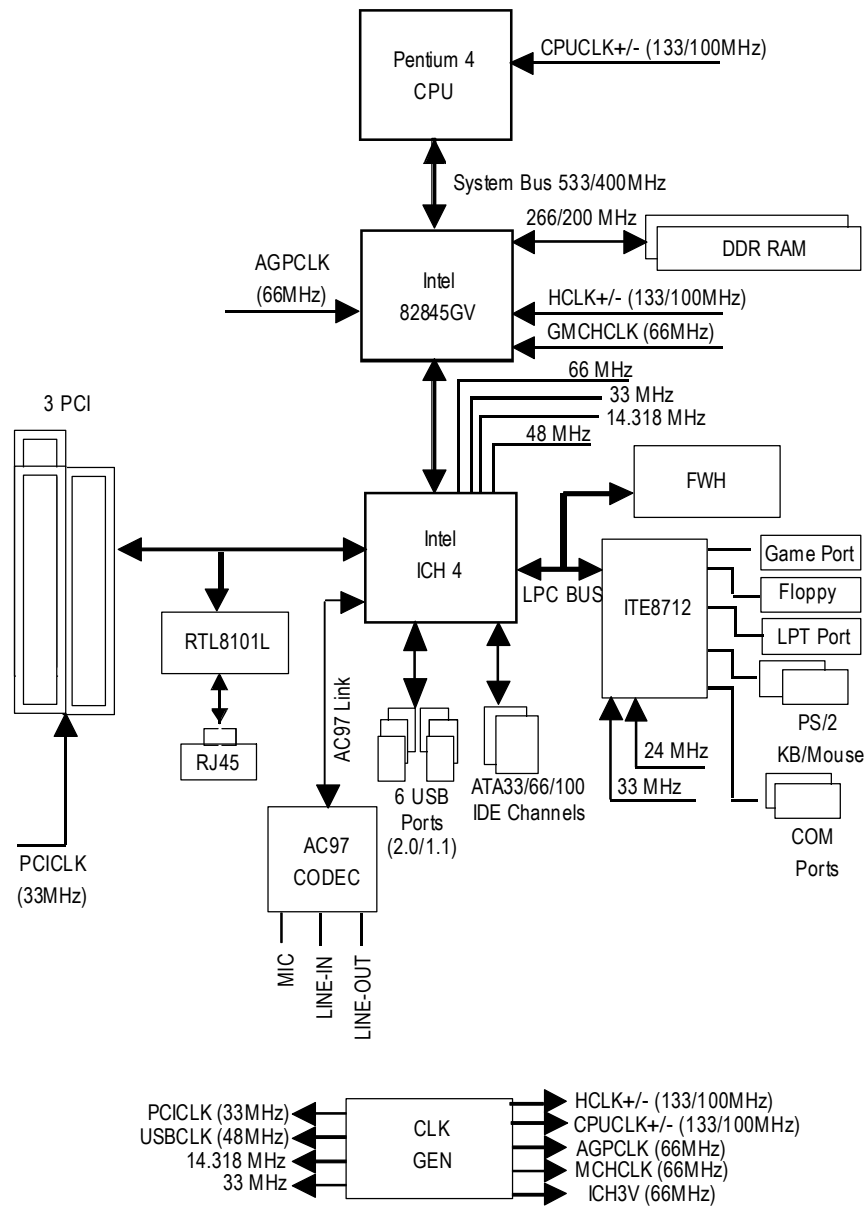 Pentium 4
CPU
CPUCLK+/- (133/100MHz)
System Bus 533/400MHz
266/200 MHz
DDR RAM
AGPCLK
(66MHz)
Intel
82845GV
HCLK+/- (133/100MHz)
GMCHCLK (66MHz)
66 MHz
33 MHz
14.318 MHz
48 MHz
3 PCI
FWH
Intel
ICH 4
LPC BUS
ITE8712
Game Port
Floppy
LPT Port
PS/2
KB/Mouse
RTL8101L
RJ45
AC97 Link
24 MHz
33 MHz
6 USB
Ports
(2.0/1.1)
ATA33/66/100
IDE Channels
COM
Ports
PCICLK
(33MHz)
AC97
CODEC
MIC
LINE-IN
LINE-OUT
PCICLK (33MHz)
USBCLK (48MHz)
14.318 MHz
33 MHz
CLK
GEN
HCLK+/- (133/100MHz)
CPUCLK+/- (133/100MHz)
AGPCLK (66MHz)
MCHCLK (66MHz)
ICH3V (66MHz)